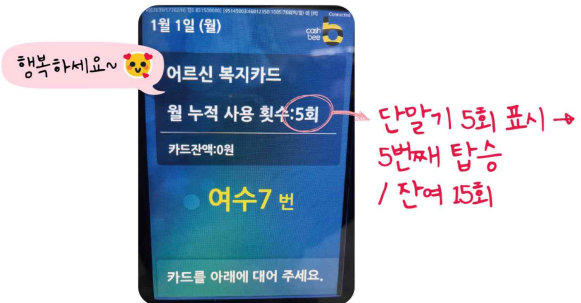 1월 1일 (월)
cash
bee
Connected
행복하세요~
어르신 복지카드
월 누적 사용 횟수:5회
카드잔액:0원
여수7 번
카드를 아래에 대어 주세요.
단말기 5회 표시 →
5번째 탑승
/ 잔여 15회